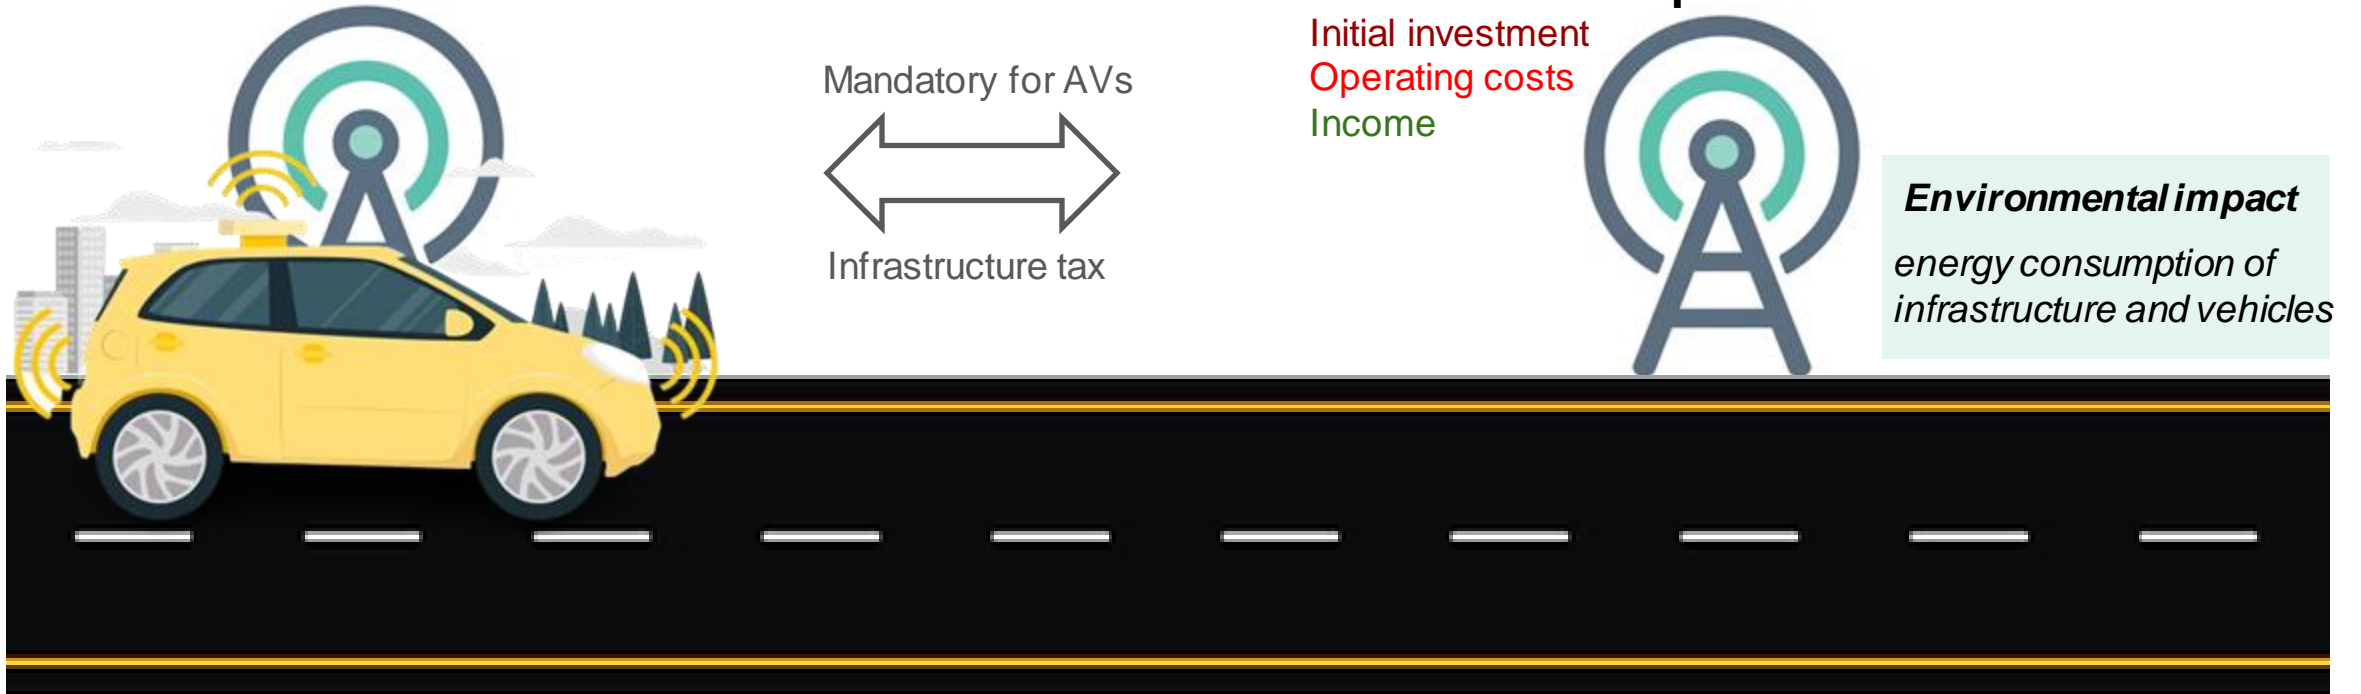 Initial investment
Operating costs
Income
Mandatory for AVs
Infrastructure tax
Environmental impact
energy consumption of
infrastructure and vehicles